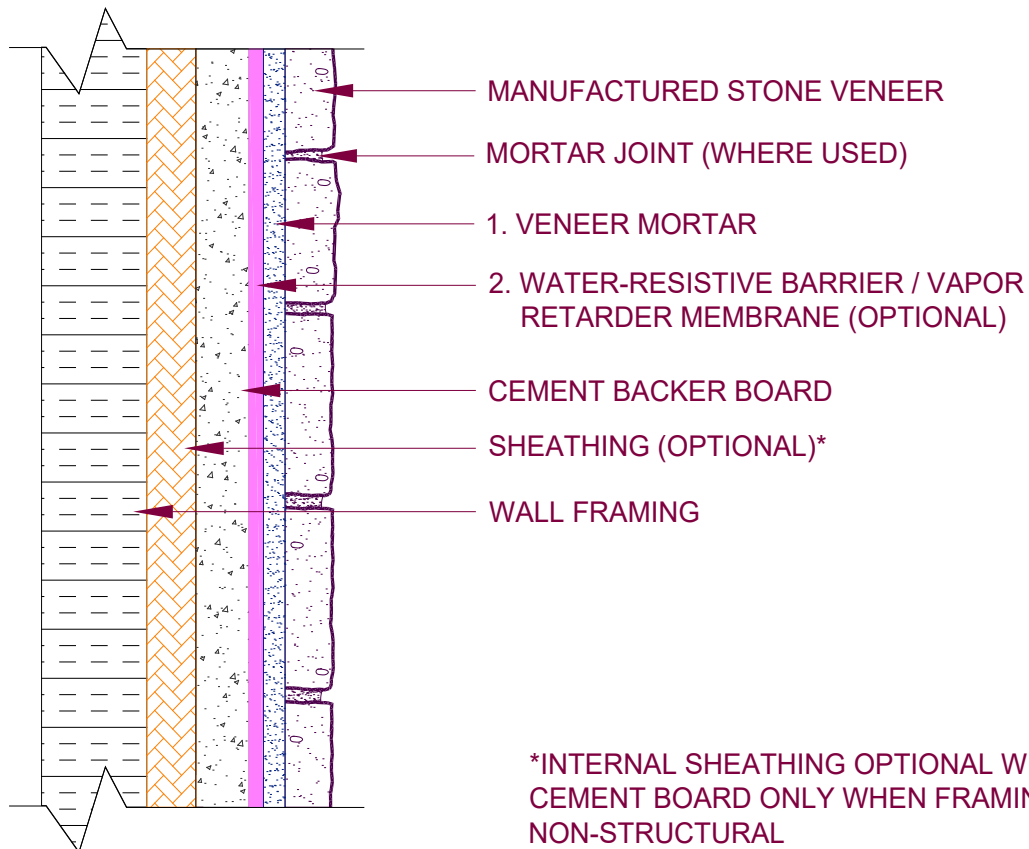 MANUFACTURED STONE VENEER
MORTAR JOINT (WHERE USED)
1. VENEER MORTAR
2. WATER-RESISTIVE BARRIER / VAPOR
RETARDER MEMBRANE (OPTIONAL)
CEMENT BACKER BOARD
SHEATHING (OPTIONAL)*
WALL FRAMING
*INTERNAL SHEATHING OPTIONAL
CEMENT BOARD ONLY WHEN
NON-STRUCTURAL